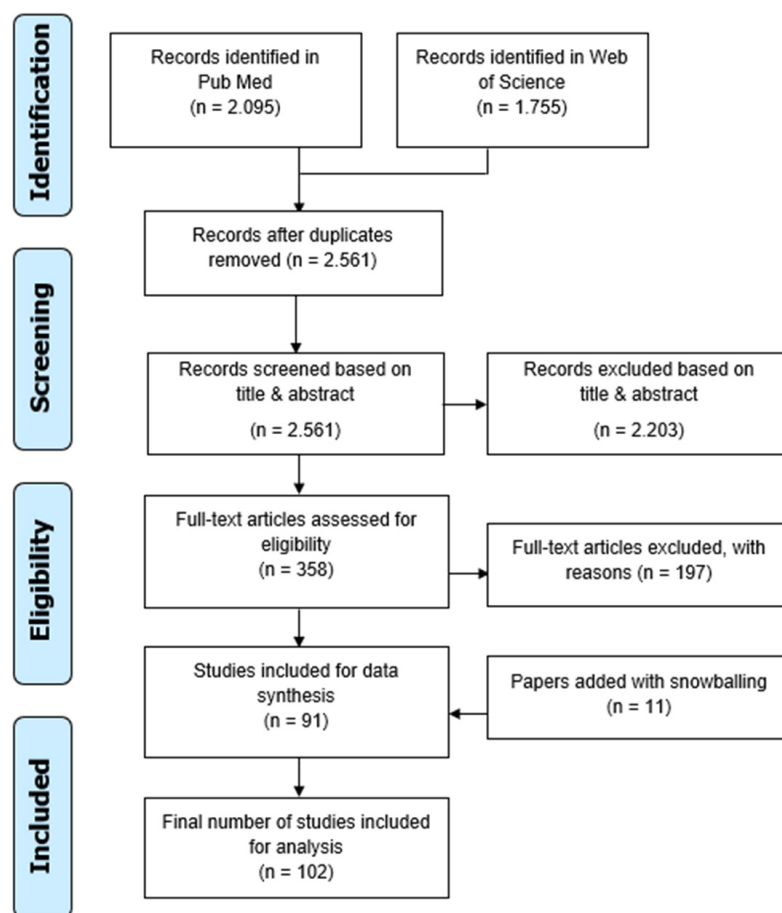 Identification
Records identified in
Pub Med
(n = 2.095)
Records identified in Web
of Science
(n = 1.755)
Records after duplicates
removed (n = 2.561)
Screening
Records screened based on
title & abstract
(n = 2.561)
Records excluded based on
title & abstract
(n = 2.203)
Eligibility
Full-text articles assessed for
eligibility
(n = 358)
Full-text articles excluded, with
reasons (n = 197)
Studies included for data
synthesis
(n = 91)
Papers added with snowballing
(n = 11)
Included
Final number of studies included
for analysis
(n = 102)